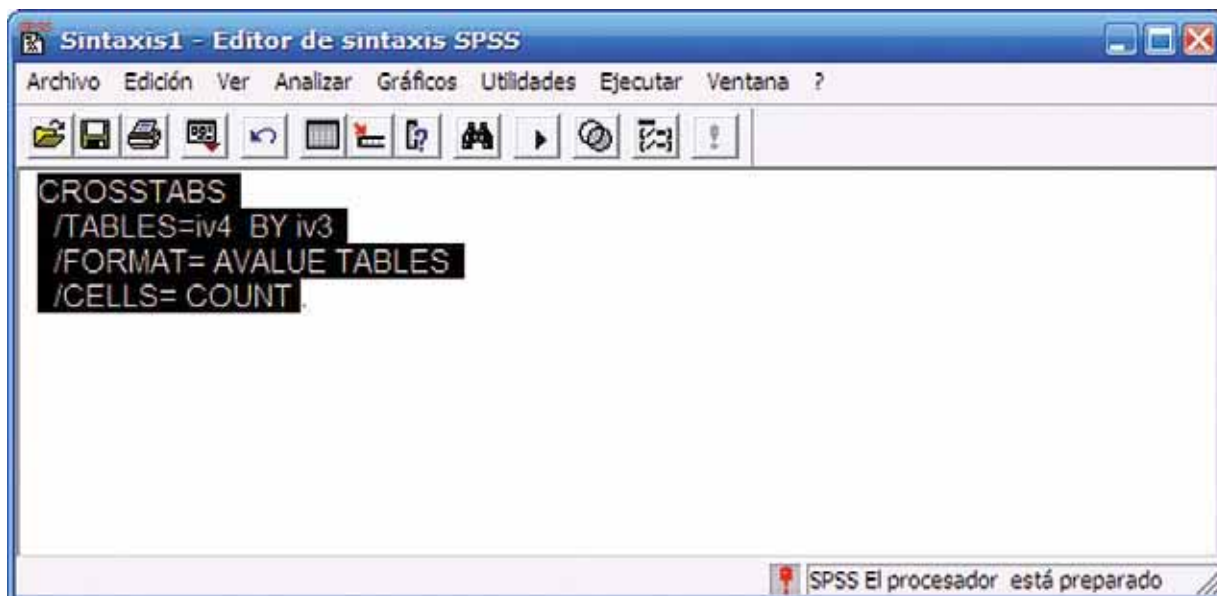 Sintaxis1 - Editor de sintaxis SPSS
Archivo Edición Ver Analizar Gráficos Utilidades Ejecutar Ventana ?
CROSSTABS
/TABLES=iv4 BY iv3
/FORMAT= AVALUE TABLES
/CELLS= COUNT .
SPSS El procesador está preparado